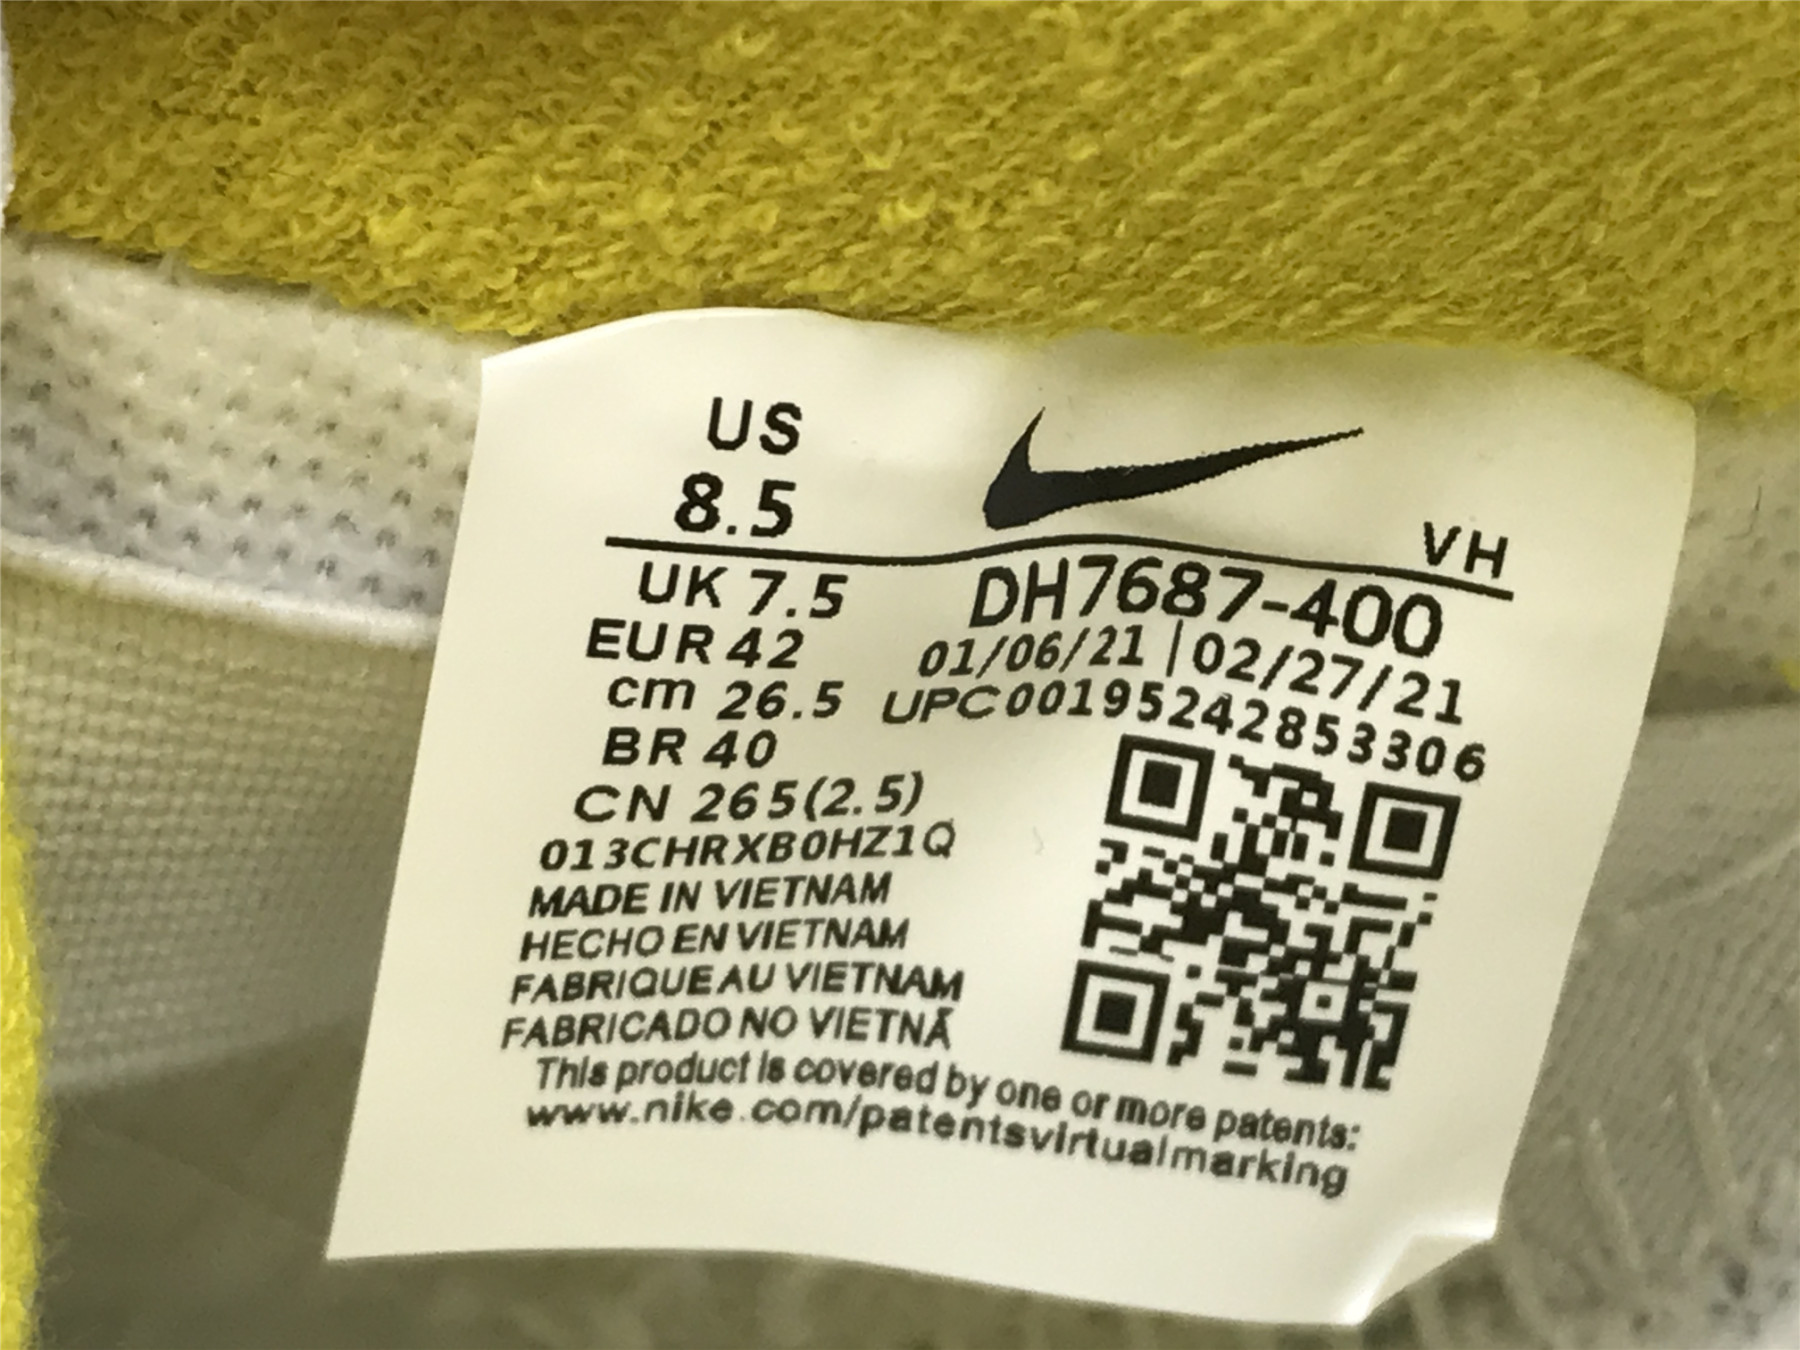 US
8.5
VH
UK 7.5
DH7687-400
EUR 42
01/06/21 | 02/27/21
cm 26.5
UPC00195242853306
BR 40
CN 265(2.5)
013CHRXB0HZ1Q
MADE IN VIETNAM
HECHO EN VIETNAM
FABRIQUE AU VIETNAM
FABRICADO NO VIETNÃ
This product is covered by one or more patents:
www.nike.com/patentsvirtualmarking